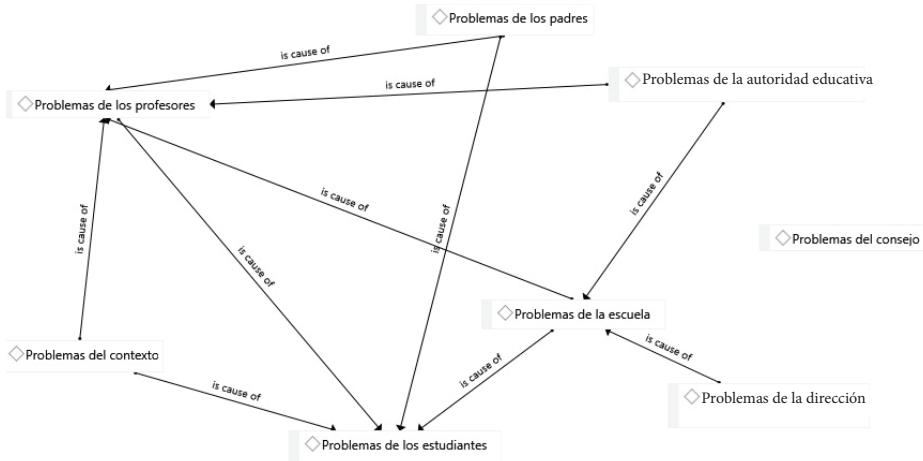 Problemas de los padres
is cause of
Problemas de la autoridad educativa
is cause of
Problemas de los profesores
is cause of
is cause of
is cause of
is cause of
is cause of
Problemas del consejo
is cause of
Problemas de la escuela
is cause of
Problemas del contexto
is cause of
is cause of
Problemas de la dirección
Problemas de los estudiantes